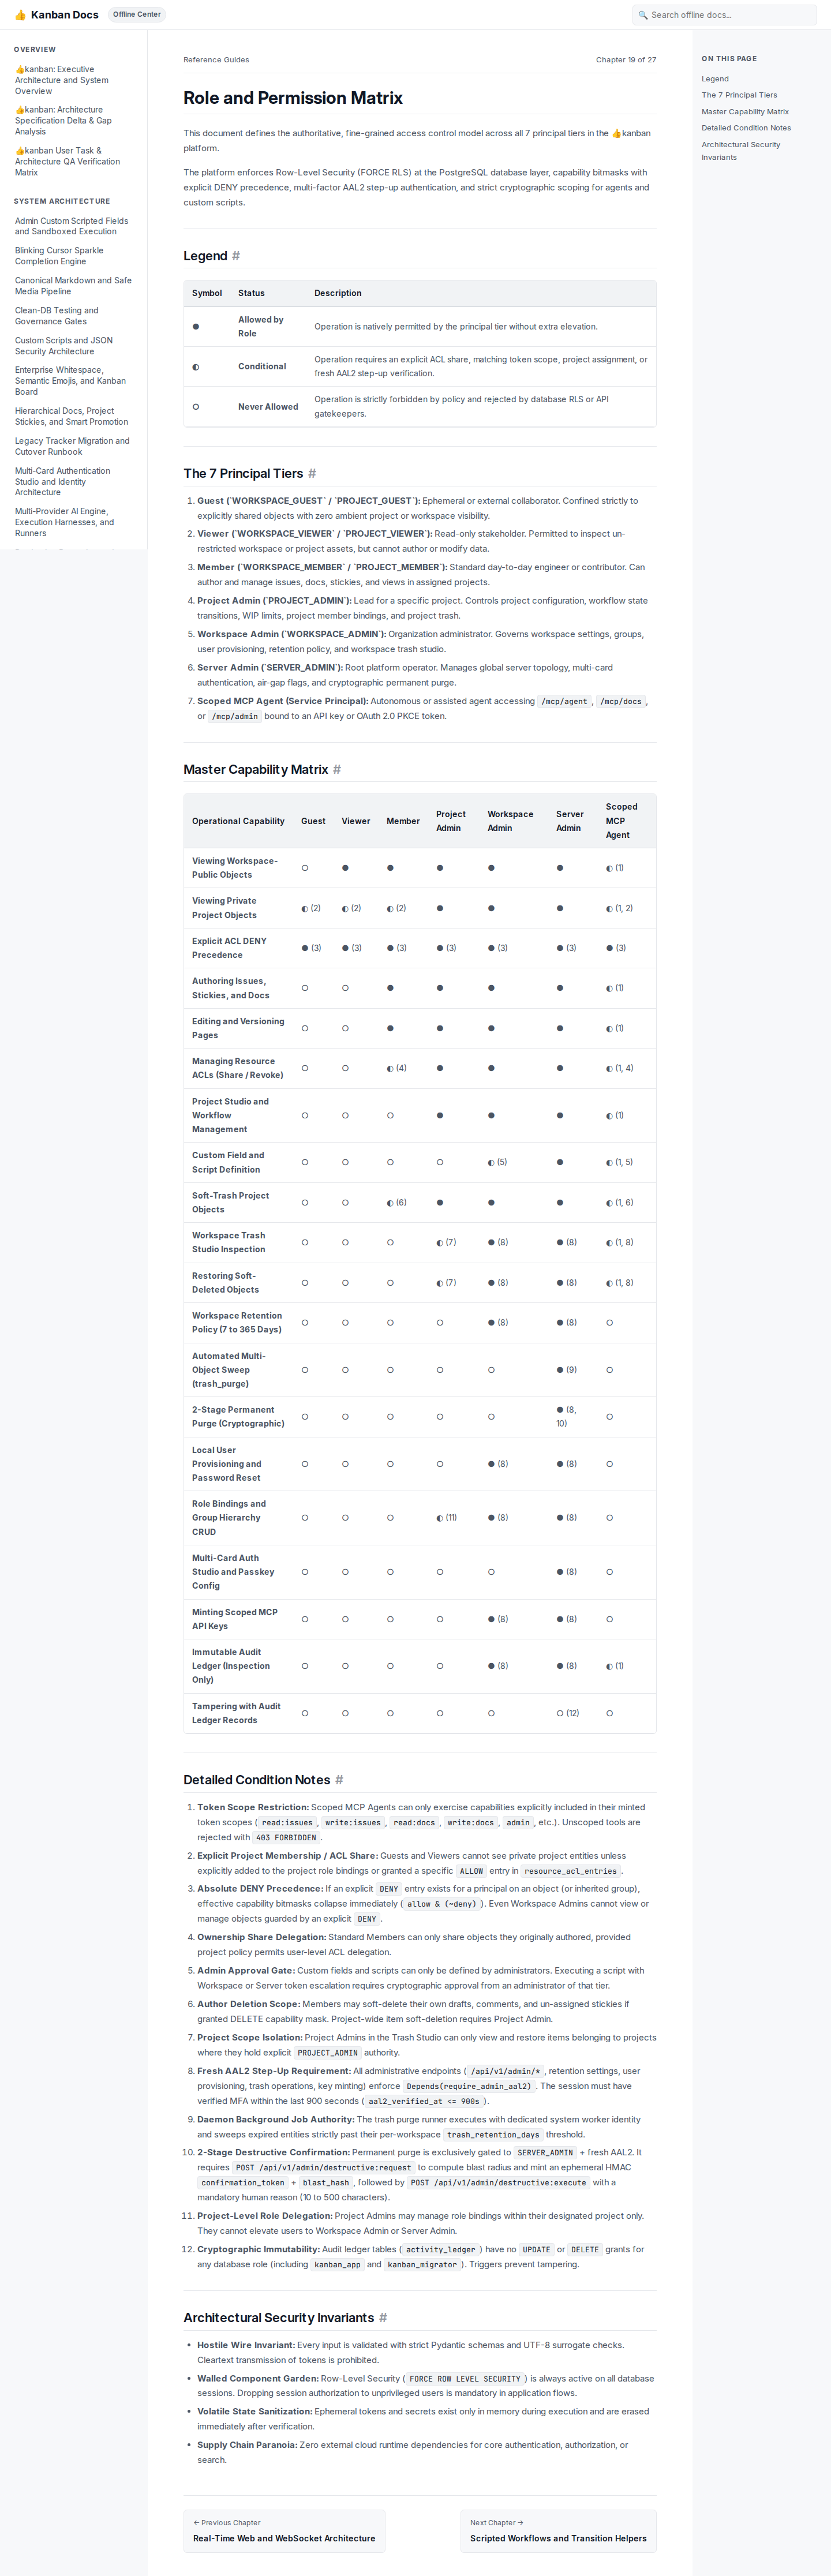 👍 Kanban Docs Offline Center
🔍 Search offline docs...
OVERVIEW
👍kanban: Executive
Architecture and System
Overview
👍kanban: Architecture
Specification Delta & Gap
Analysis
👍kanban User Task &
Architecture QA Verification
Matrix
SYSTEM ARCHITECTURE
Admin Custom Scripted Fields
and Sandboxed Execution
Blinking Cursor Sparkle
Completion Engine
Canonical Markdown and Safe
Media Pipeline
Clean-DB Testing and
Governance Gates
Custom Scripts and JSON
Security Architecture
Enterprise Whitespace,
Semantic Emojis, and Kanban
Board
Hierarchical Docs, Project
Stickies, and Smart Promotion
Legacy Tracker Migration and
Cutover Runbook
Multi-Card Authentication
Studio and Identity
Architecture
Multi-Provider AI Engine,
Execution Harnesses, and
Runners
Reference Guides Chapter 19 of 27
Role and Permission Matrix
This document defines the authoritative, fine-grained access control model across all 7 principal tiers in the 👍kanban
platform.
The platform enforces Row-Level Security (FORCE RLS) at the PostgreSQL database layer, capability bitmasks with
explicit DENY precedence, multi-factor AAL2 step-up authentication, and strict cryptographic scoping for agents and
custom scripts.
Legend #
Symbol Status Description
● Allowed by
Role Operation is natively permitted by the principal tier without extra elevation.
◐ Conditional Operation requires an explicit ACL share, matching token scope, project assignment, or
fresh AAL2 step-up verification.
○ Never Allowed Operation is strictly forbidden by policy and rejected by database RLS or API
gatekeepers.
The 7 Principal Tiers #
1. Guest (`WORKSPACE_GUEST` / `PROJECT_GUEST`): Ephemeral or external collaborator. Confined strictly to
explicitly shared objects with zero ambient project or workspace visibility.
2. Viewer (`WORKSPACE_VIEWER` / `PROJECT_VIEWER`): Read-only stakeholder. Permitted to inspect un-
restricted workspace or project assets, but cannot author or modify data.
3. Member (`WORKSPACE_MEMBER` / `PROJECT_MEMBER`): Standard day-to-day engineer or contributor. Can
author and manage issues, docs, stickies, and views in assigned projects.
4. Project Admin (`PROJECT_ADMIN`): Lead for a specific project. Controls project configuration, workflow state
transitions, WIP limits, project member bindings, and project trash.
5. Workspace Admin (`WORKSPACE_ADMIN`): Organization administrator. Governs workspace settings, groups,
user provisioning, retention policy, and workspace trash studio.
6. Server Admin (`SERVER_ADMIN`): Root platform operator. Manages global server topology, multi-card
authentication, air-gap flags, and cryptographic permanent purge.
7. Scoped MCP Agent (Service Principal): Autonomous or assisted agent accessing /mcp/agent, /mcp/docs,
or /mcp/admin bound to an API key or OAuth 2.0 PKCE token.
Master Capability Matrix #
Operational Capability Guest Viewer Member Project
Admin Workspace
Admin Server
Admin Scoped
MCP
Agent
Viewing Workspace-
Public Objects ○ ● ● ● ● ● ◐ (1)
Viewing Private
Project Objects ◐ (2) ◐ (2) ◐ (2) ● ● ● ◐ (1, 2)
Explicit ACL DENY
Precedence ● (3) ● (3) ● (3) ● (3) ● (3) ● (3) ● (3)
Authoring Issues,
Stickies, and Docs ○ ○ ● ● ● ● ◐ (1)
Editing and Versioning
Pages ○ ○ ● ● ● ● ◐ (1)
Managing Resource
ACLs (Share / Revoke) ○ ○ ◐ (4) ● ● ● ◐ (1, 4)
Project Studio and
Workflow
Management ○ ○ ○ ● ● ● ◐ (1)
Custom Field and
Script Definition ○ ○ ○ ○ ◐ (5) ● ◐ (1, 5)
Soft-Trash Project
Objects ○ ○ ◐ (6) ● ● ● ◐ (1, 6)
Workspace Trash
Studio Inspection ○ ○ ○ ◐ (7) ● (8) ● (8) ◐ (1, 8)
Restoring Soft-
Deleted Objects ○ ○ ○ ◐ (7) ● (8) ● (8) ◐ (1, 8)
Workspace Retention
Policy (7 to 365 Days) ○ ○ ○ ○ ● (8) ● (8) ○
Automated Multi-
Object Sweep
(trash_purge) ○ ○ ○ ○ ○ ● (9) ○
2-Stage Permanent
Purge (Cryptographic) ○ ○ ○ ○ ○ ● (8,
10) ○
Local User
Provisioning and
Password Reset ○ ○ ○ ○ ● (8) ● (8) ○
Role Bindings and
Group Hierarchy
CRUD ○ ○ ○ ◐ (11) ● (8) ● (8) ○
Multi-Card Auth
Studio and Passkey
Config ○ ○ ○ ○ ○ ● (8) ○
Minting Scoped MCP
API Keys ○ ○ ○ ○ ● (8) ● (8) ○
Immutable Audit
Ledger (Inspection
Only) ○ ○ ○ ○ ● (8) ● (8) ◐ (1)
Tampering with Audit
Ledger Records ○ ○ ○ ○ ○ ○ (12) ○
Detailed Condition Notes #
1. Token Scope Restriction: Scoped MCP Agents can only exercise capabilities explicitly included in their minted
token scopes (read:issues, write:issues, read:docs, write:docs, admin, etc.). Unscoped tools are
rejected with 403 FORBIDDEN.
2. Explicit Project Membership / ACL Share: Guests and Viewers cannot see private project entities unless
explicitly added to the project role bindings or granted a specific ALLOW entry in resource_acl_entries.
3. Absolute DENY Precedence: If an explicit DENY entry exists for a principal on an object (or inherited group),
effective capability bitmasks collapse immediately (allow & (~deny)). Even Workspace Admins cannot view or
manage objects guarded by an explicit DENY.
4. Ownership Share Delegation: Standard Members can only share objects they originally authored, provided
project policy permits user-level ACL delegation.
5. Admin Approval Gate: Custom fields and scripts can only be defined by administrators. Executing a script with
Workspace or Server token escalation requires cryptographic approval from an administrator of that tier.
6. Author Deletion Scope: Members may soft-delete their own drafts, comments, and un-assigned stickies if
granted DELETE capability mask. Project-wide item soft-deletion requires Project Admin.
7. Project Scope Isolation: Project Admins in the Trash Studio can only view and restore items belonging to projects
where they hold explicit PROJECT_ADMIN authority.
8. Fresh AAL2 Step-Up Requirement: All administrative endpoints (/api/v1/admin/*, retention settings, user
provisioning, trash operations, key minting) enforce Depends(require_admin_aal2). The session must have
verified MFA within the last 900 seconds (aal2_verified_at <= 900s).
9. Daemon Background Job Authority: The trash purge runner executes with dedicated system worker identity
and sweeps expired entities strictly past their per-workspace trash_retention_days threshold.
10. 2-Stage Destructive Confirmation: Permanent purge is exclusively gated to SERVER_ADMIN + fresh AAL2. It
requires POST /api/v1/admin/destructive:request to compute blast radius and mint an ephemeral HMAC
confirmation_token + blast_hash, followed by POST /api/v1/admin/destructive:execute with a
mandatory human reason (10 to 500 characters).
11. Project-Level Role Delegation: Project Admins may manage role bindings within their designated project only.
They cannot elevate users to Workspace Admin or Server Admin.
12. Cryptographic Immutability: Audit ledger tables (activity_ledger) have no UPDATE or DELETE grants for
any database role (including kanban_app and kanban_migrator). Triggers prevent tampering.
Architectural Security Invariants #
• Hostile Wire Invariant: Every input is validated with strict Pydantic schemas and UTF-8 surrogate checks.
Cleartext transmission of tokens is prohibited.
• Walled Component Garden: Row-Level Security (FORCE ROW LEVEL SECURITY) is always active on all database
sessions. Dropping session authorization to unprivileged users is mandatory in application flows.
• Volatile State Sanitization: Ephemeral tokens and secrets exist only in memory during execution and are erased
immediately after verification.
• Supply Chain Paranoia: Zero external cloud runtime dependencies for core authentication, authorization, or
search.
← Previous Chapter
Real-Time Web and WebSocket Architecture
Next Chapter →
Scripted Workflows and Transition Helpers
ON THIS PAGE
Legend
The 7 Principal Tiers
Master Capability Matrix
Detailed Condition Notes
Architectural Security
Invariants